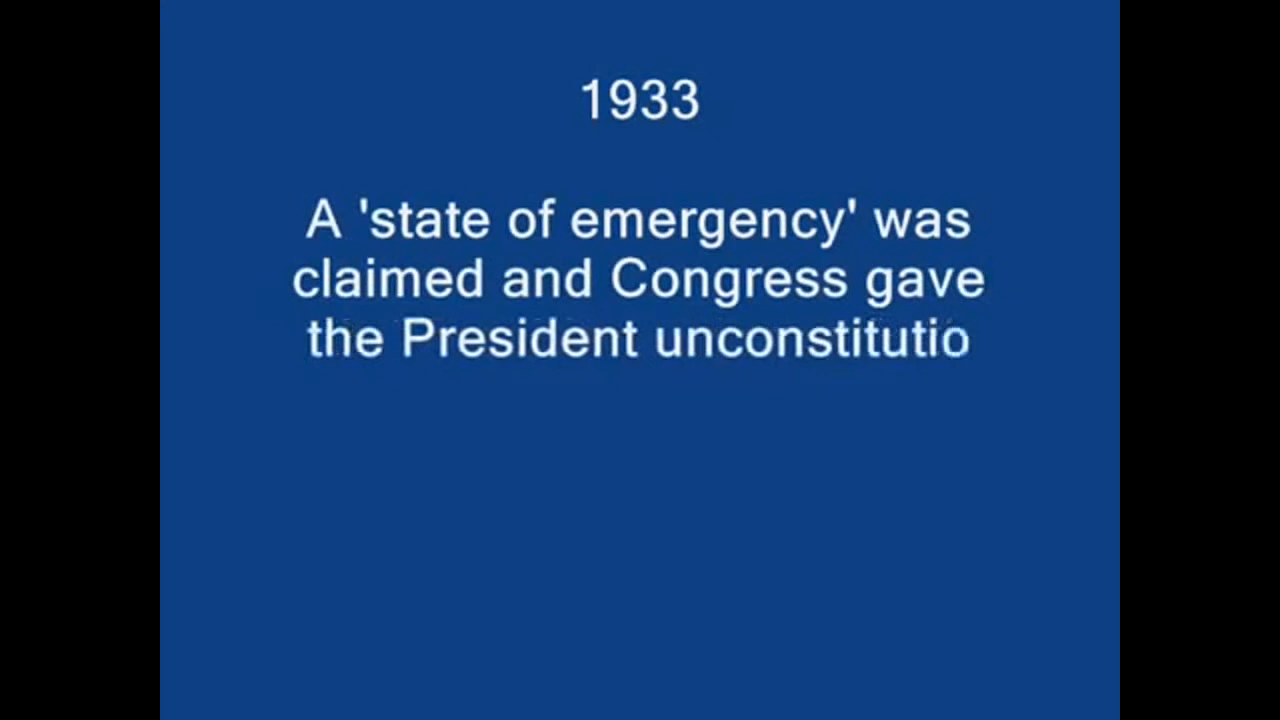 1933
A 'state of emergency' was
claimed and Congress gave
the President unconstitutio